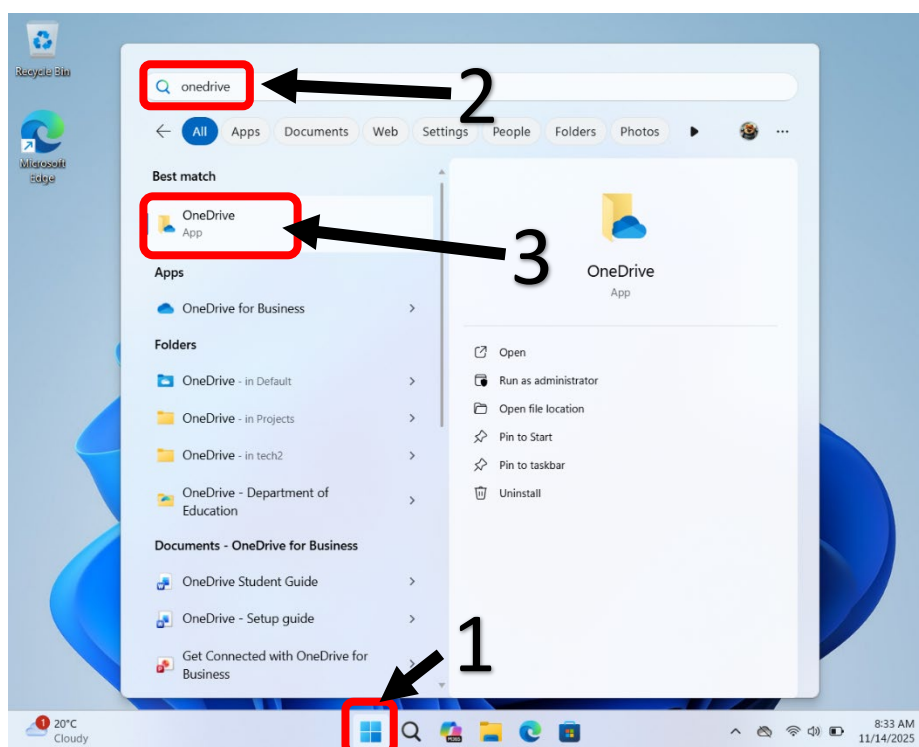 Recycle Bin
Microsoft
Edge
onedrive
2
All Apps Documents Web Settings People Folders Photos
Best match
OneDrive
App
3
OneDrive
App
Apps
OneDrive for Business
Folders
OneDrive - in Default
OneDrive - in Projects
OneDrive - in tech2
OneDrive - Department of
Education
Documents - OneDrive for Business
OneDrive Student Guide
OneDrive - Setup guide
Get Connected with OneDrive for
Business
Open
Run as administrator
Open file location
Pin to Start
Pin to taskbar
Uninstall
1
1
20°C
Cloudy
8:33 AM
11/14/2025